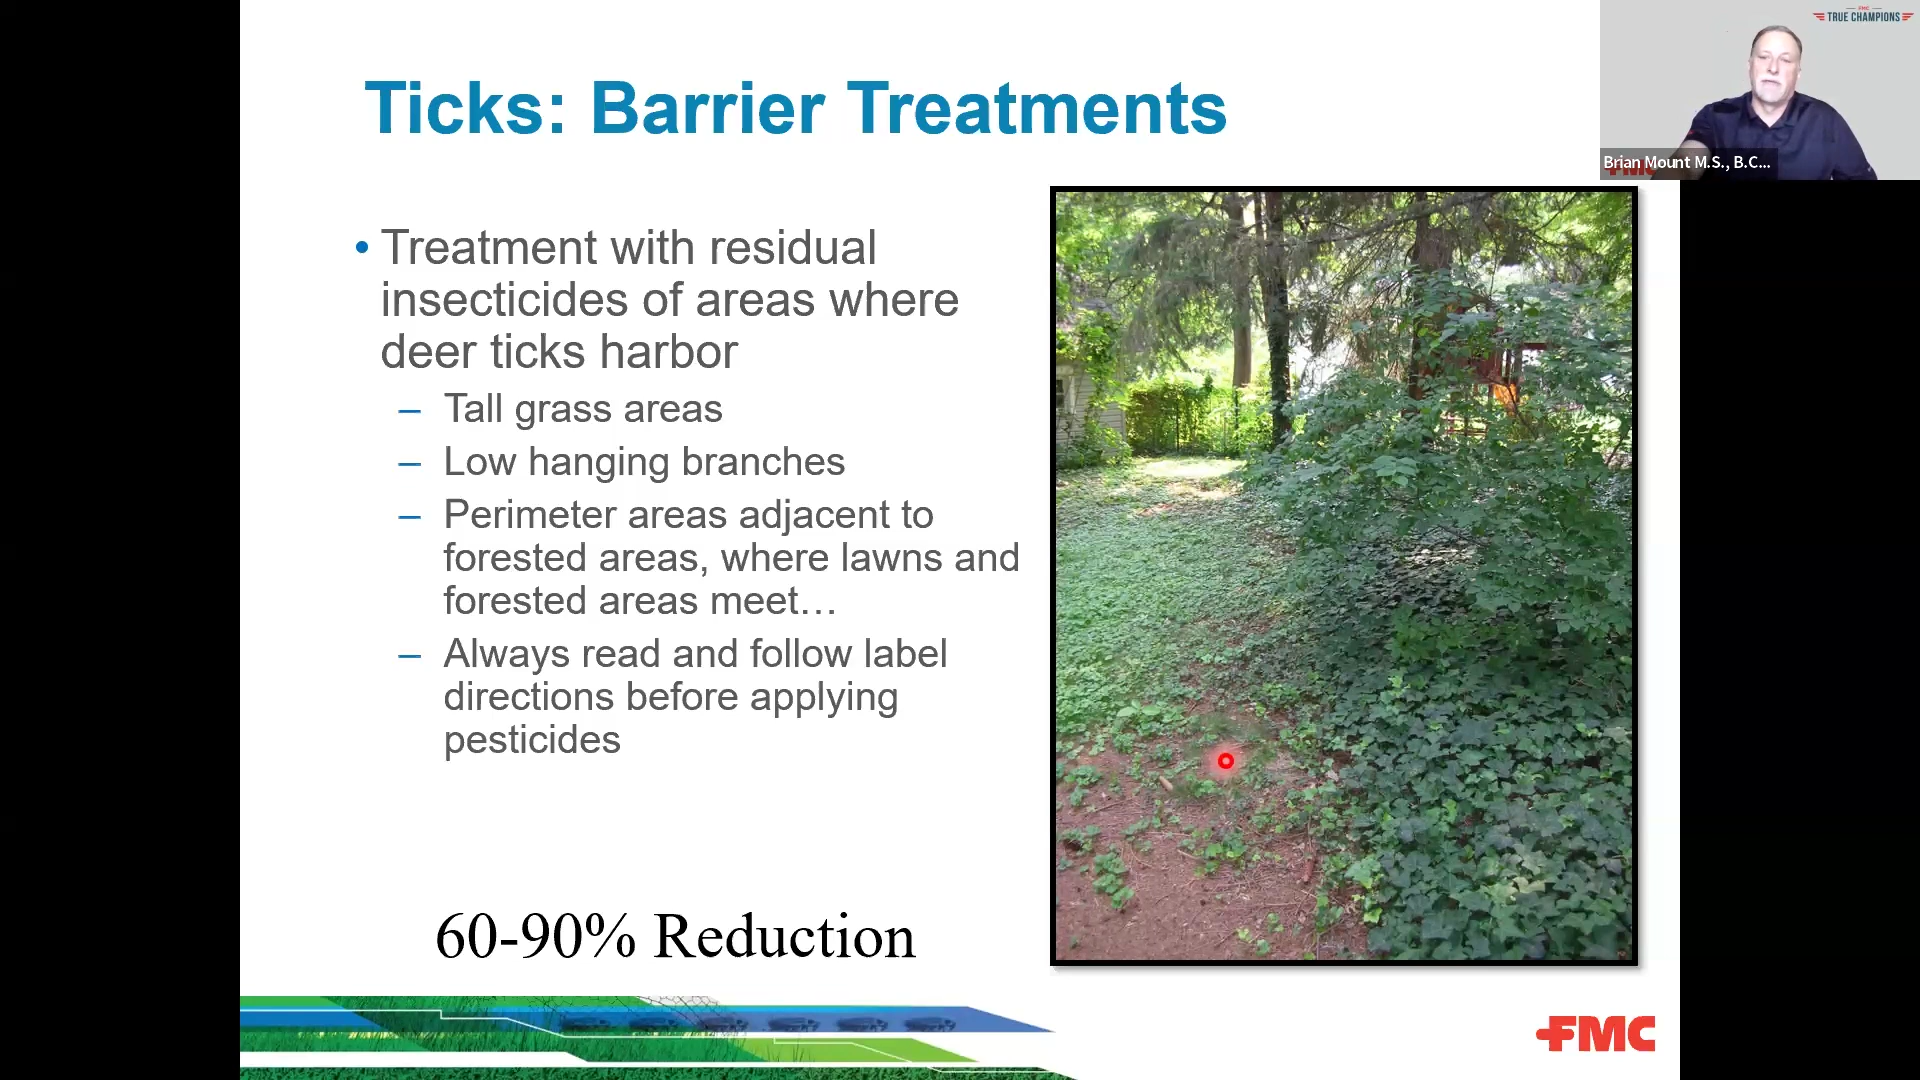 FMC
TRUE CHAMPIONS
Brian Mount M.S., B.C...
Ticks: Barrier Treatments
• Treatment with residual
insecticides of areas where
deer ticks harbor
– Tall grass areas
– Low hanging branches
– Perimeter areas adjacent to
forested areas, where lawns and
forested areas meet…
– Always read and follow label
directions before applying
pesticides
60-90% Reduction
FMC